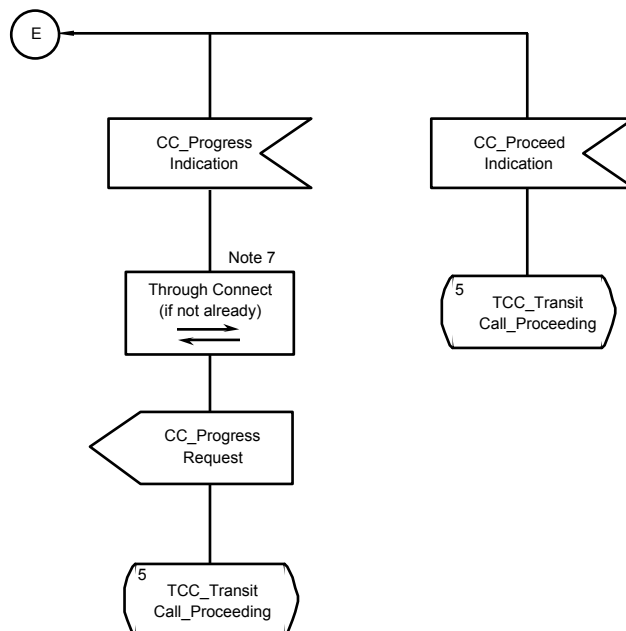 E
CC_Progress
Indication
CC_Proceed
Indication
Note 7
Through Connect
(if not already)
5
TCC_Transit
Call_Proceeding
CC_Progress
Request
5
TCC_Transit
Call_Proceeding